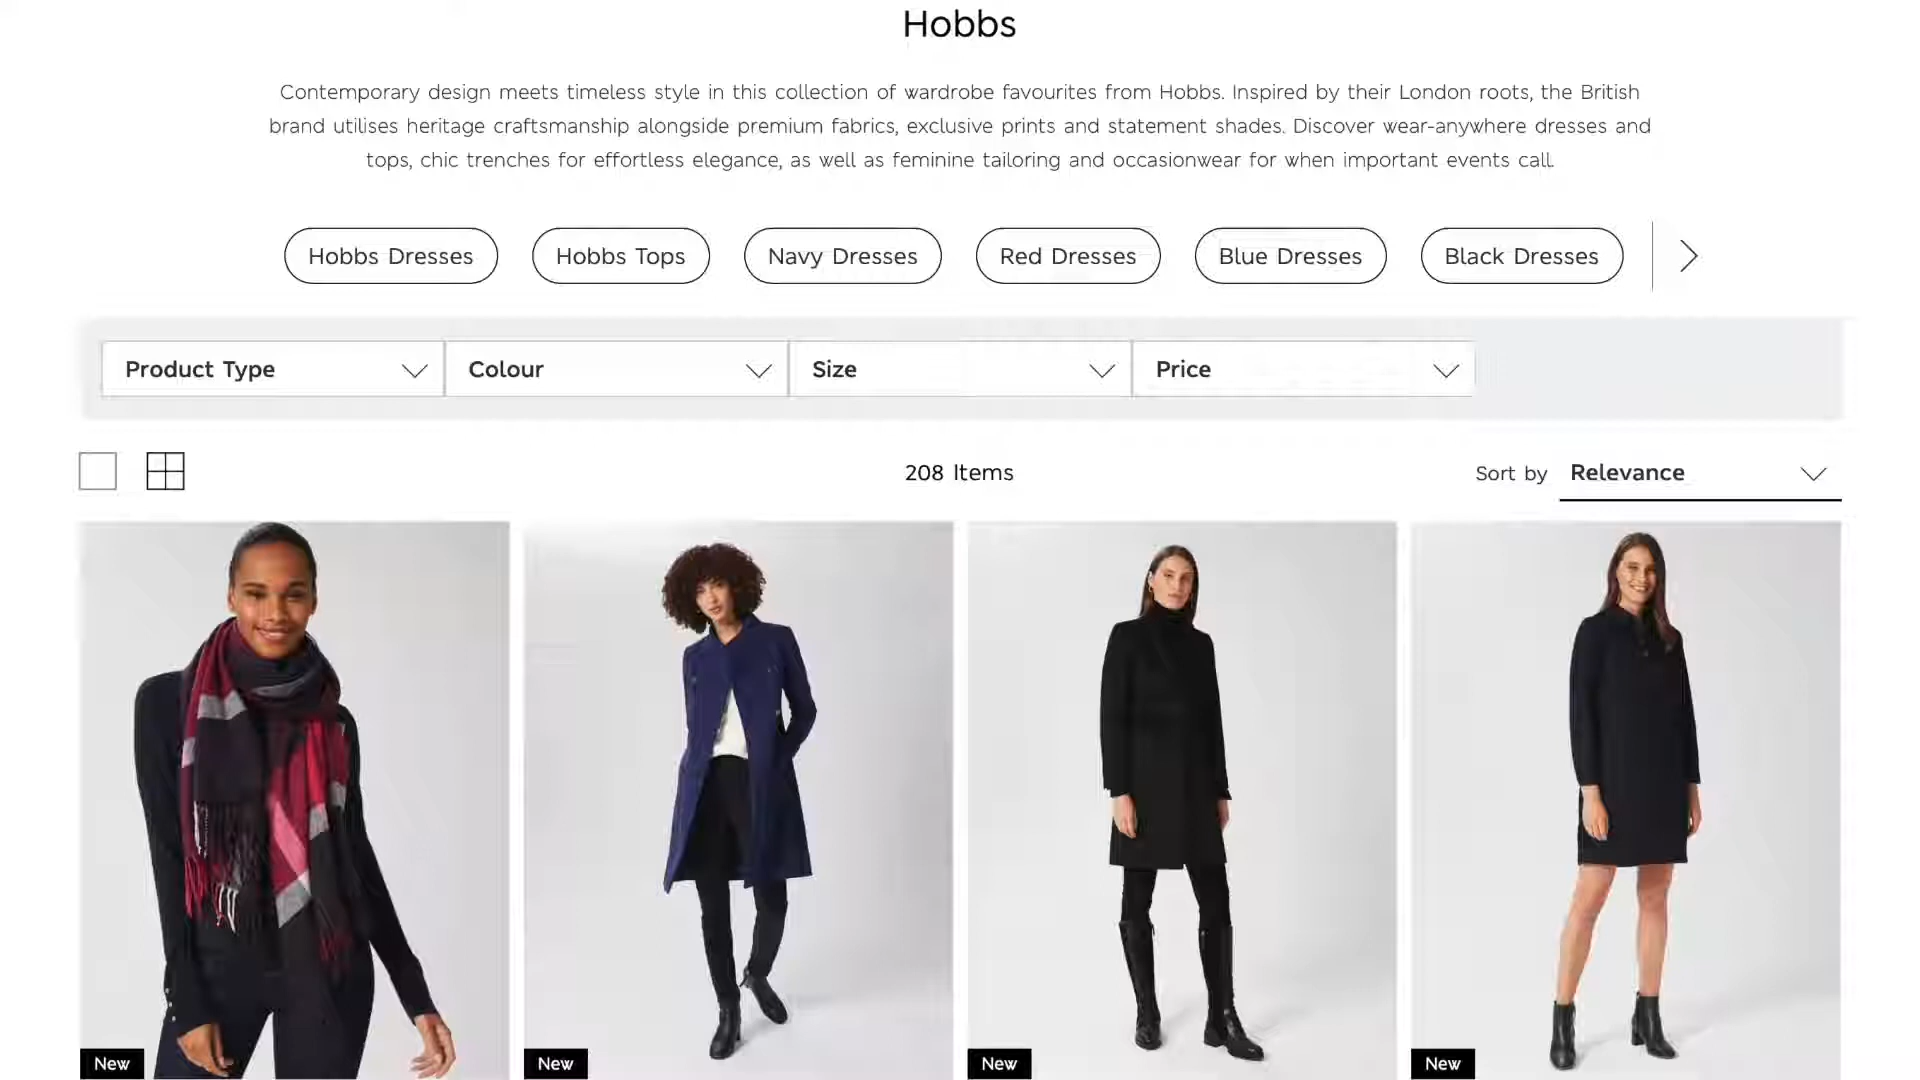 Hobbs
Contemporary design meets timeless style in this collection of wardrobe favourites from Hobbs. Inspired by their London roots, the British
brand utilises heritage craftsmanship alongside premium fabrics, exclusive prints and statement shades. Discover wear-anywhere dresses and
tops, chic trenches for effortless elegance, as well as feminine tailoring and occasionwear for when important events call.
Hobbs Dresses Hobbs Tops Navy Dresses Red Dresses Blue Dresses Black Dresses
Product Type Colour Size Price
208 Items Sort by Relevance
New New New New